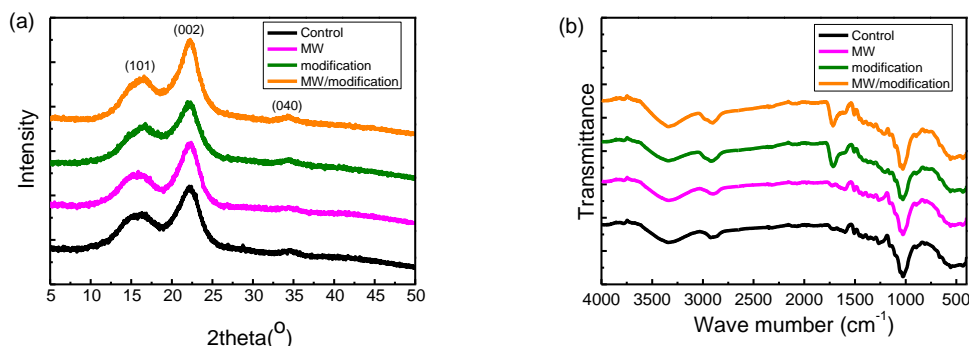 (a)
Intensity
(101)
(002)
(040)
Control
MW
modification
MW/modification
5 10 15 20 25 30 35 40 45 50
2theta(O)
(b)
Transmittance
Control
MW
modification
MW/modification
4000 3500 3000 2500 2000 1500 1000 500
Wave mumber (cm-1)